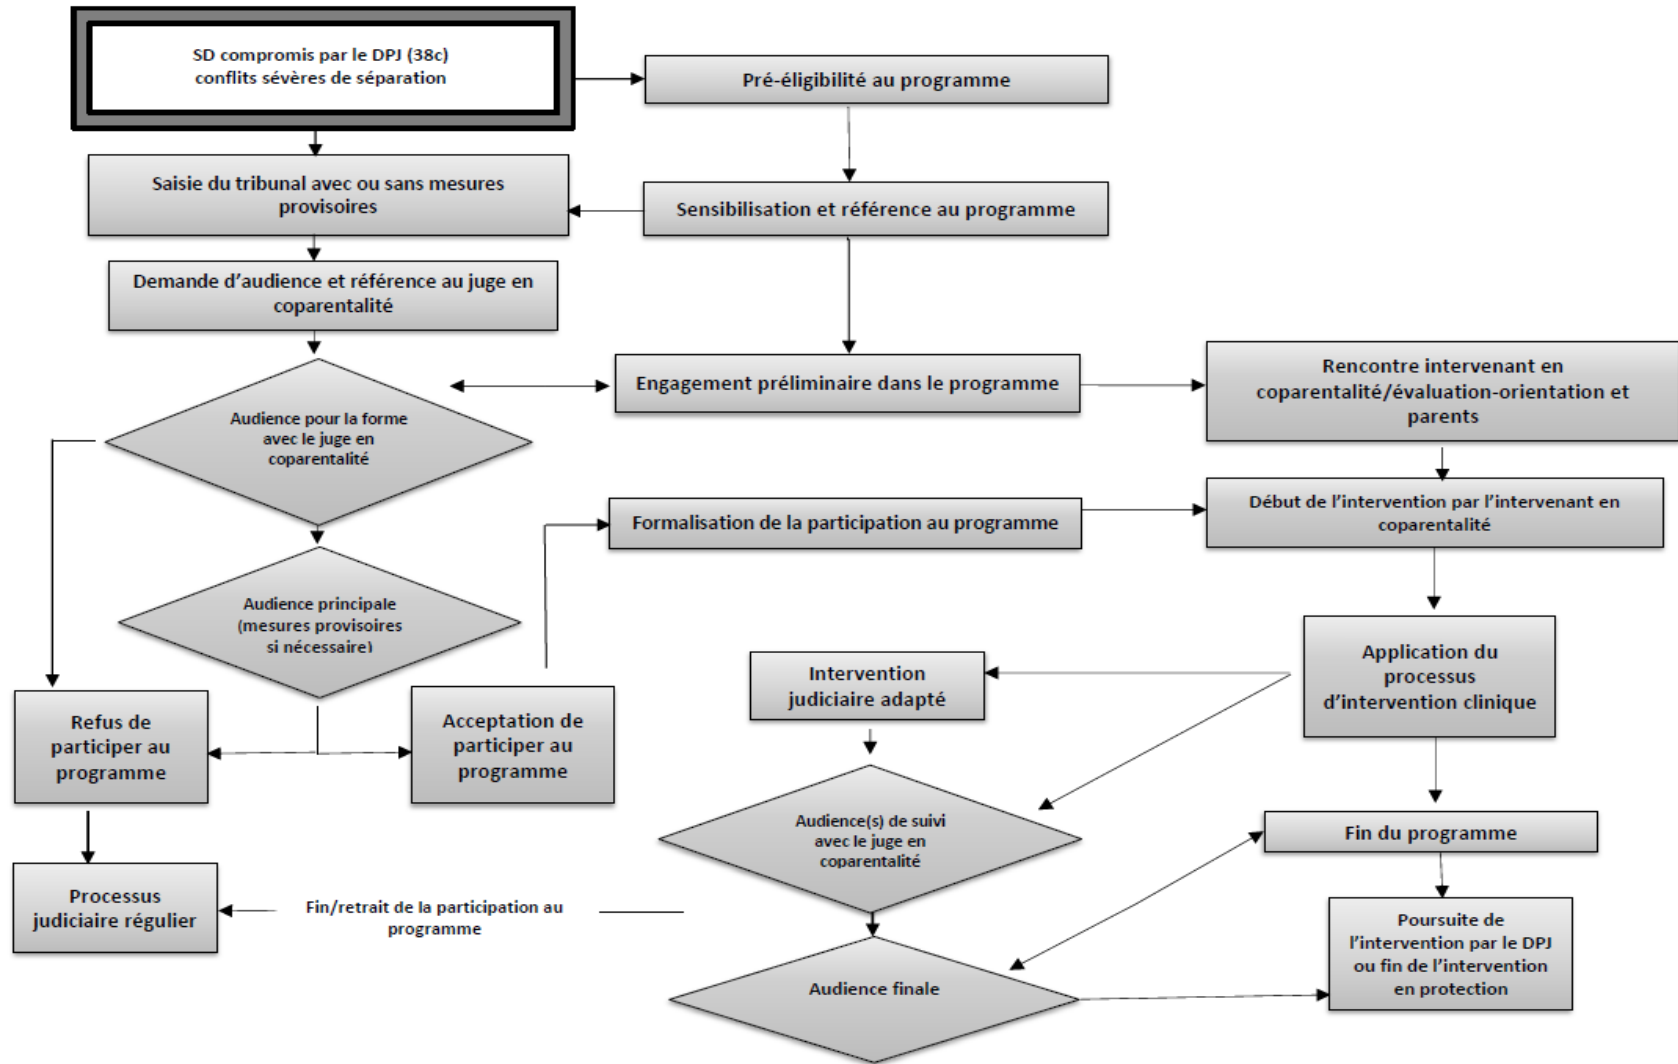 SD compromis par le DPJ (38c)
conflits sévères de séparation
Pré-éligibilité au programme
Saisie du tribunal avec ou sans mesures
provisoires
Sensibilisation et référence au programme
Demande d'audience et référence au juge en
coparentalité
Engagement préliminaire dans le programme
Rencontre intervenant en
coparentalité/évaluation-orientation et
parents
Audience pour la forme
avec le juge en
coparentalité
Formalisation de la participation au programme
Début de l'intervention par l'intervenant en
coparentalité
Audience principale
(mesures provisoires
si nécessaire)
Intervention
judiciaire adapté
Application du
processus
d'intervention clinique
Refus de
participer au
programme
Acceptation de
participer au
programme
Audience(s) de suivi
avec le juge en
coparentalité
Fin du programme
Processus
judiciaire régulier
Fin/retrait de la participation au
programme
Poursuite de
l'intervention par le DPJ
ou fin de l'intervention
en protection
Audience finale